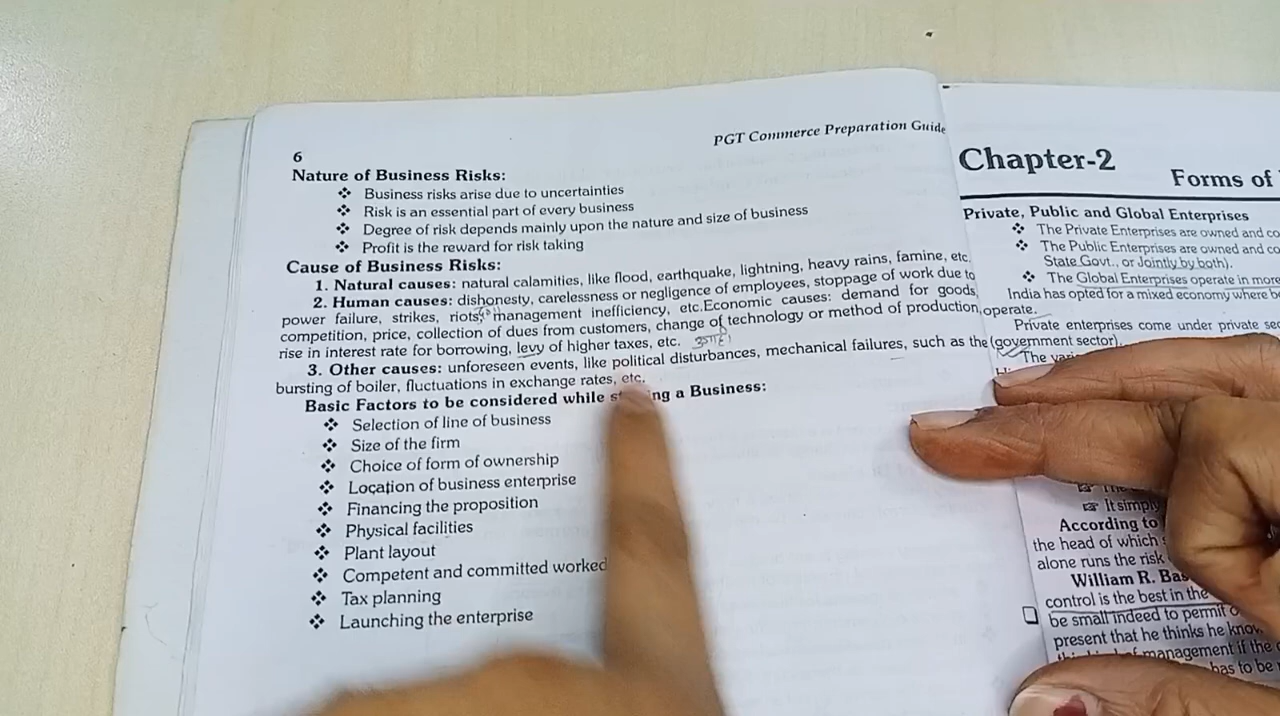 6
PGT Commerce Preparation Guide
Nature of Business Risks:
❖ Business risks arise due to uncertainties
❖ Risk is an essential part of every business
❖ Degree of risk depends mainly upon the nature and size of business
❖ Profit is the reward for risk taking
Cause of Business Risks:
1. Natural causes: natural calamities, like flood, earthquake, lightning, heavy rains, famine, etc.
2. Human causes: dishonesty, carelessness or negligence of employees, stoppage of work due to
power failure, strikes, riots, management inefficiency, etc.Economic causes: demand for goods,
competition, price, collection of dues from customers, change of technology or method of production,
rise in interest rate for borrowing, levy of higher taxes, etc.
3. Other causes: unforeseen events, like political disturbances, mechanical failures, such as the
bursting of boiler, fluctuations in exchange rates, etc.
Basic Factors to be considered while ing a Business:
❖ Selection of line of business
❖ Size of the firm
❖ Choice of form of ownership
❖ Location of business enterprise
❖ Financing the proposition
❖ Physical facilities
❖ Plant layout
❖ Competent and committed worked
❖ Tax planning
❖ Launching the enterprise
Chapter-2
Forms of
Private, Public and Global Enterprises
❖ The Private Enterprises are owned and co
❖ The Public Enterprises are owned and co
State Govt., or Jointly by both).
❖ The Global Enterprises operate in more
India has opted for a mixed economy where b
operate.
Private enterprises come under private sec
(government sector).
The
☞ It simply
According to
the head of which
alone runs the risk
William R. Bas
control is the best in the
be small indeed to permit
present that he thinks he know
of management if the
has to be